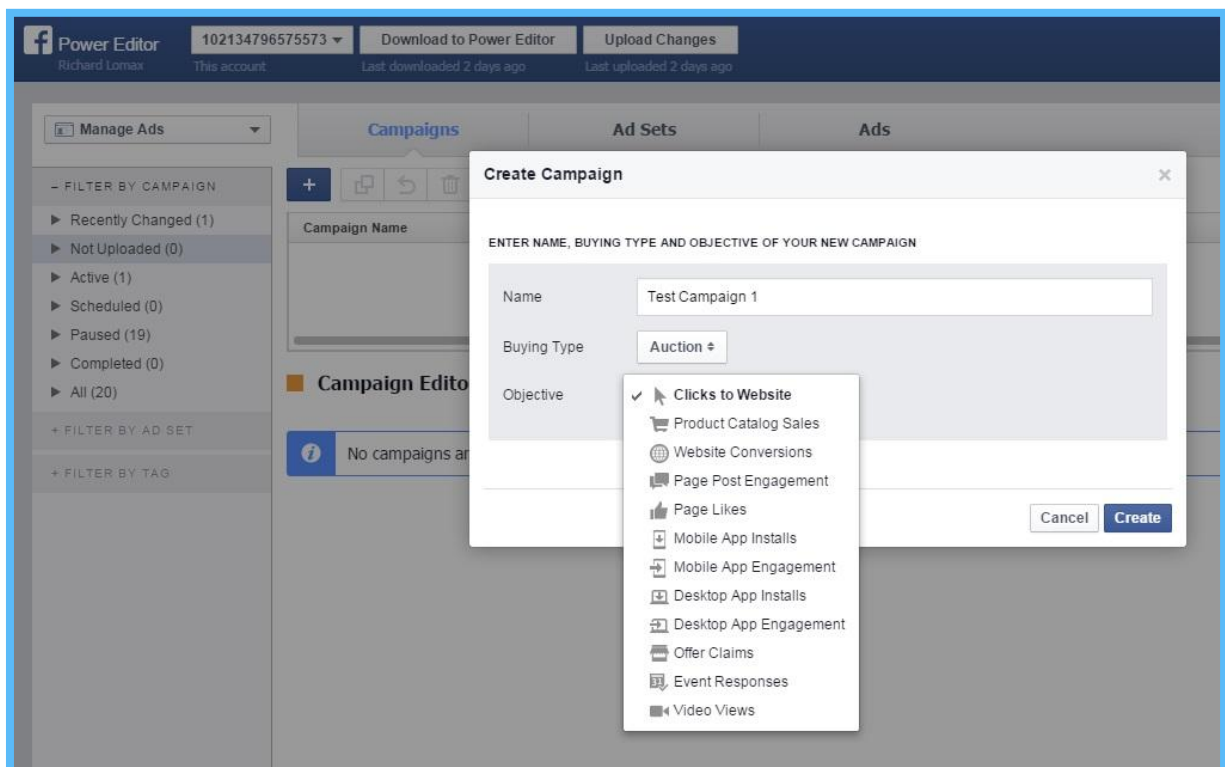 Power Editor
Richard Lomax
102134796575573
This account
Download to Power Editor
Last downloaded 2 days ago
Upload Changes
Last uploaded 2 days ago
Manage Ads
Campaigns
Ad Sets
Ads
– FILTER BY CAMPAIGN
Recently Changed (1)
Not Uploaded (0)
Active (1)
Scheduled (0)
Paused (19)
Completed (0)
All (20)
+ FILTER BY AD SET
+ FILTER BY TAG
Campaign Name
Campaign Edito
No campaigns ar
Create Campaign
ENTER NAME, BUYING TYPE AND OBJECTIVE OF YOUR NEW CAMPAIGN
Name
Test Campaign 1
Buying Type
Auction
Objective
Clicks to Website
Product Catalog Sales
Website Conversions
Page Post Engagement
Page Likes
Mobile App Installs
Mobile App Engagement
Desktop App Installs
Desktop App Engagement
Offer Claims
Event Responses
Video Views
Cancel
Create